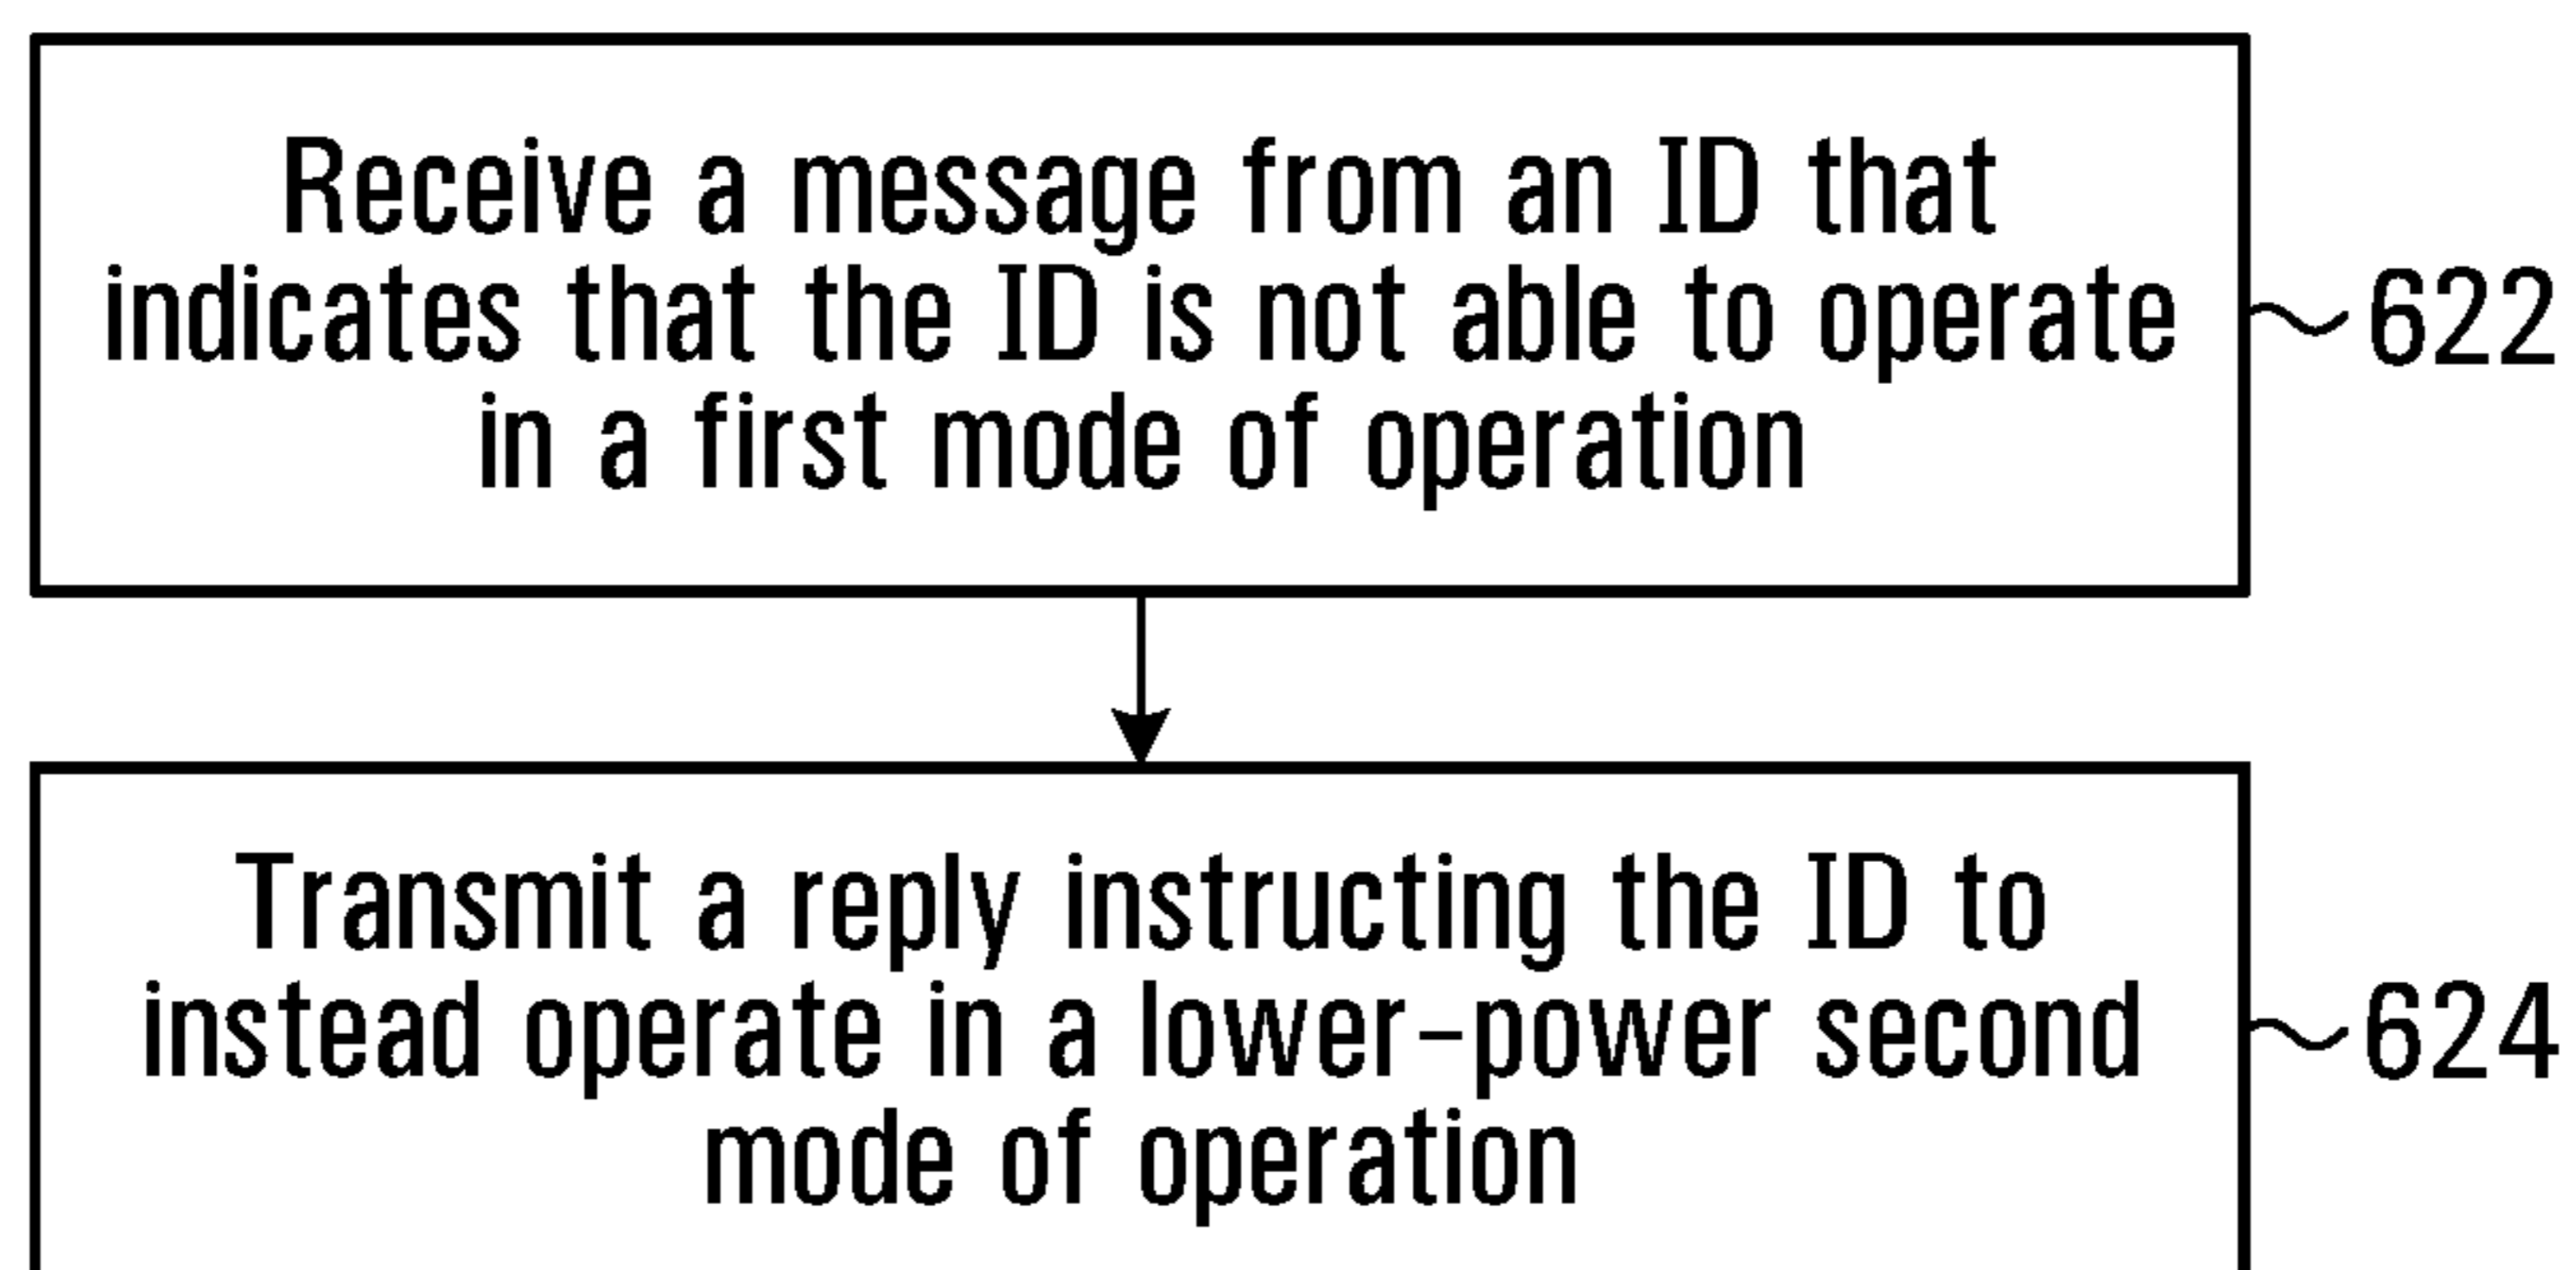 Receive a message from an ID that
indicates that the ID is not able to operate
in a first mode of operation
622
Transmit a reply instructing the ID to
instead operate in a lower-power second
mode of operation
624